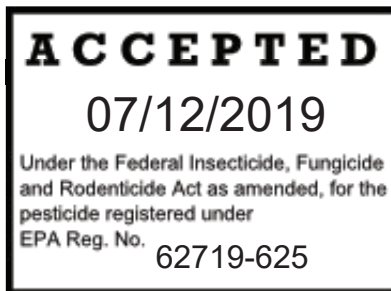 ACCEPTED
07/12/2019
Under the Federal Insecticide, Fungicide
and Rodenticide Act as amended, for the
pesticide registered under
EPA Reg. No. 62719-625